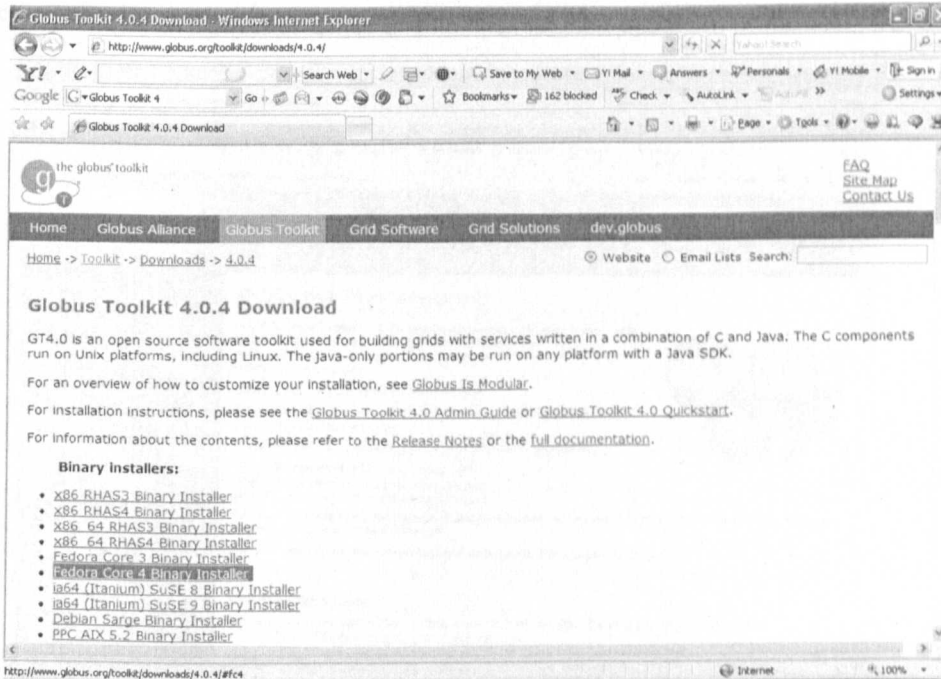 Globus Toolkit 4.0.4 Download - Windows Internet Explorer
http://www.globus.org/toolkit/downloads/4.0.4/
Yahoo! Search
Y! Search Web Save to My Web Y! Mail Answers Personals Y! Mobile Sign in
Google G Globus Toolkit 4 Go Bookmarks 162 blocked Check AutoLink Settings
Globus Toolkit 4.0.4 Download Page Tools
the globus toolkit
g
FAQ
Site Map
Contact Us
Home Globus Alliance Globus Toolkit Grid Software Grid Solutions dev.globus
Home -> Toolkit -> Downloads -> 4.0.4 Website Email Lists Search:
Globus Toolkit 4.0.4 Download
GT4.0 is an open source software toolkit used for building grids with services written in a combination of C and Java. The C components
run on Unix platforms, including Linux. The java-only portions may be run on any platform with a Java SDK.
For an overview of how to customize your installation, see Globus Is Modular.
For installation instructions, please see the Globus Toolkit 4.0 Admin Guide or Globus Toolkit 4.0 Quickstart.
For information about the contents, please refer to the Release Notes or the full documentation.
Binary installers:
• x86 RHAS3 Binary Installer
• x86 RHAS4 Binary Installer
• x86_64 RHAS3 Binary Installer
• x86_64 RHAS4 Binary Installer
• Fedora Core 3 Binary Installer
• Fedora Core 4 Binary Installer
• ia64 (Itanium) SuSE 8 Binary Installer
• ia64 (Itanium) SuSE 9 Binary Installer
• Debian Sarge Binary Installer
• PPC AIX 5.2 Binary Installer
http://www.globus.org/toolkit/downloads/4.0.4/#fc4 Internet 100%